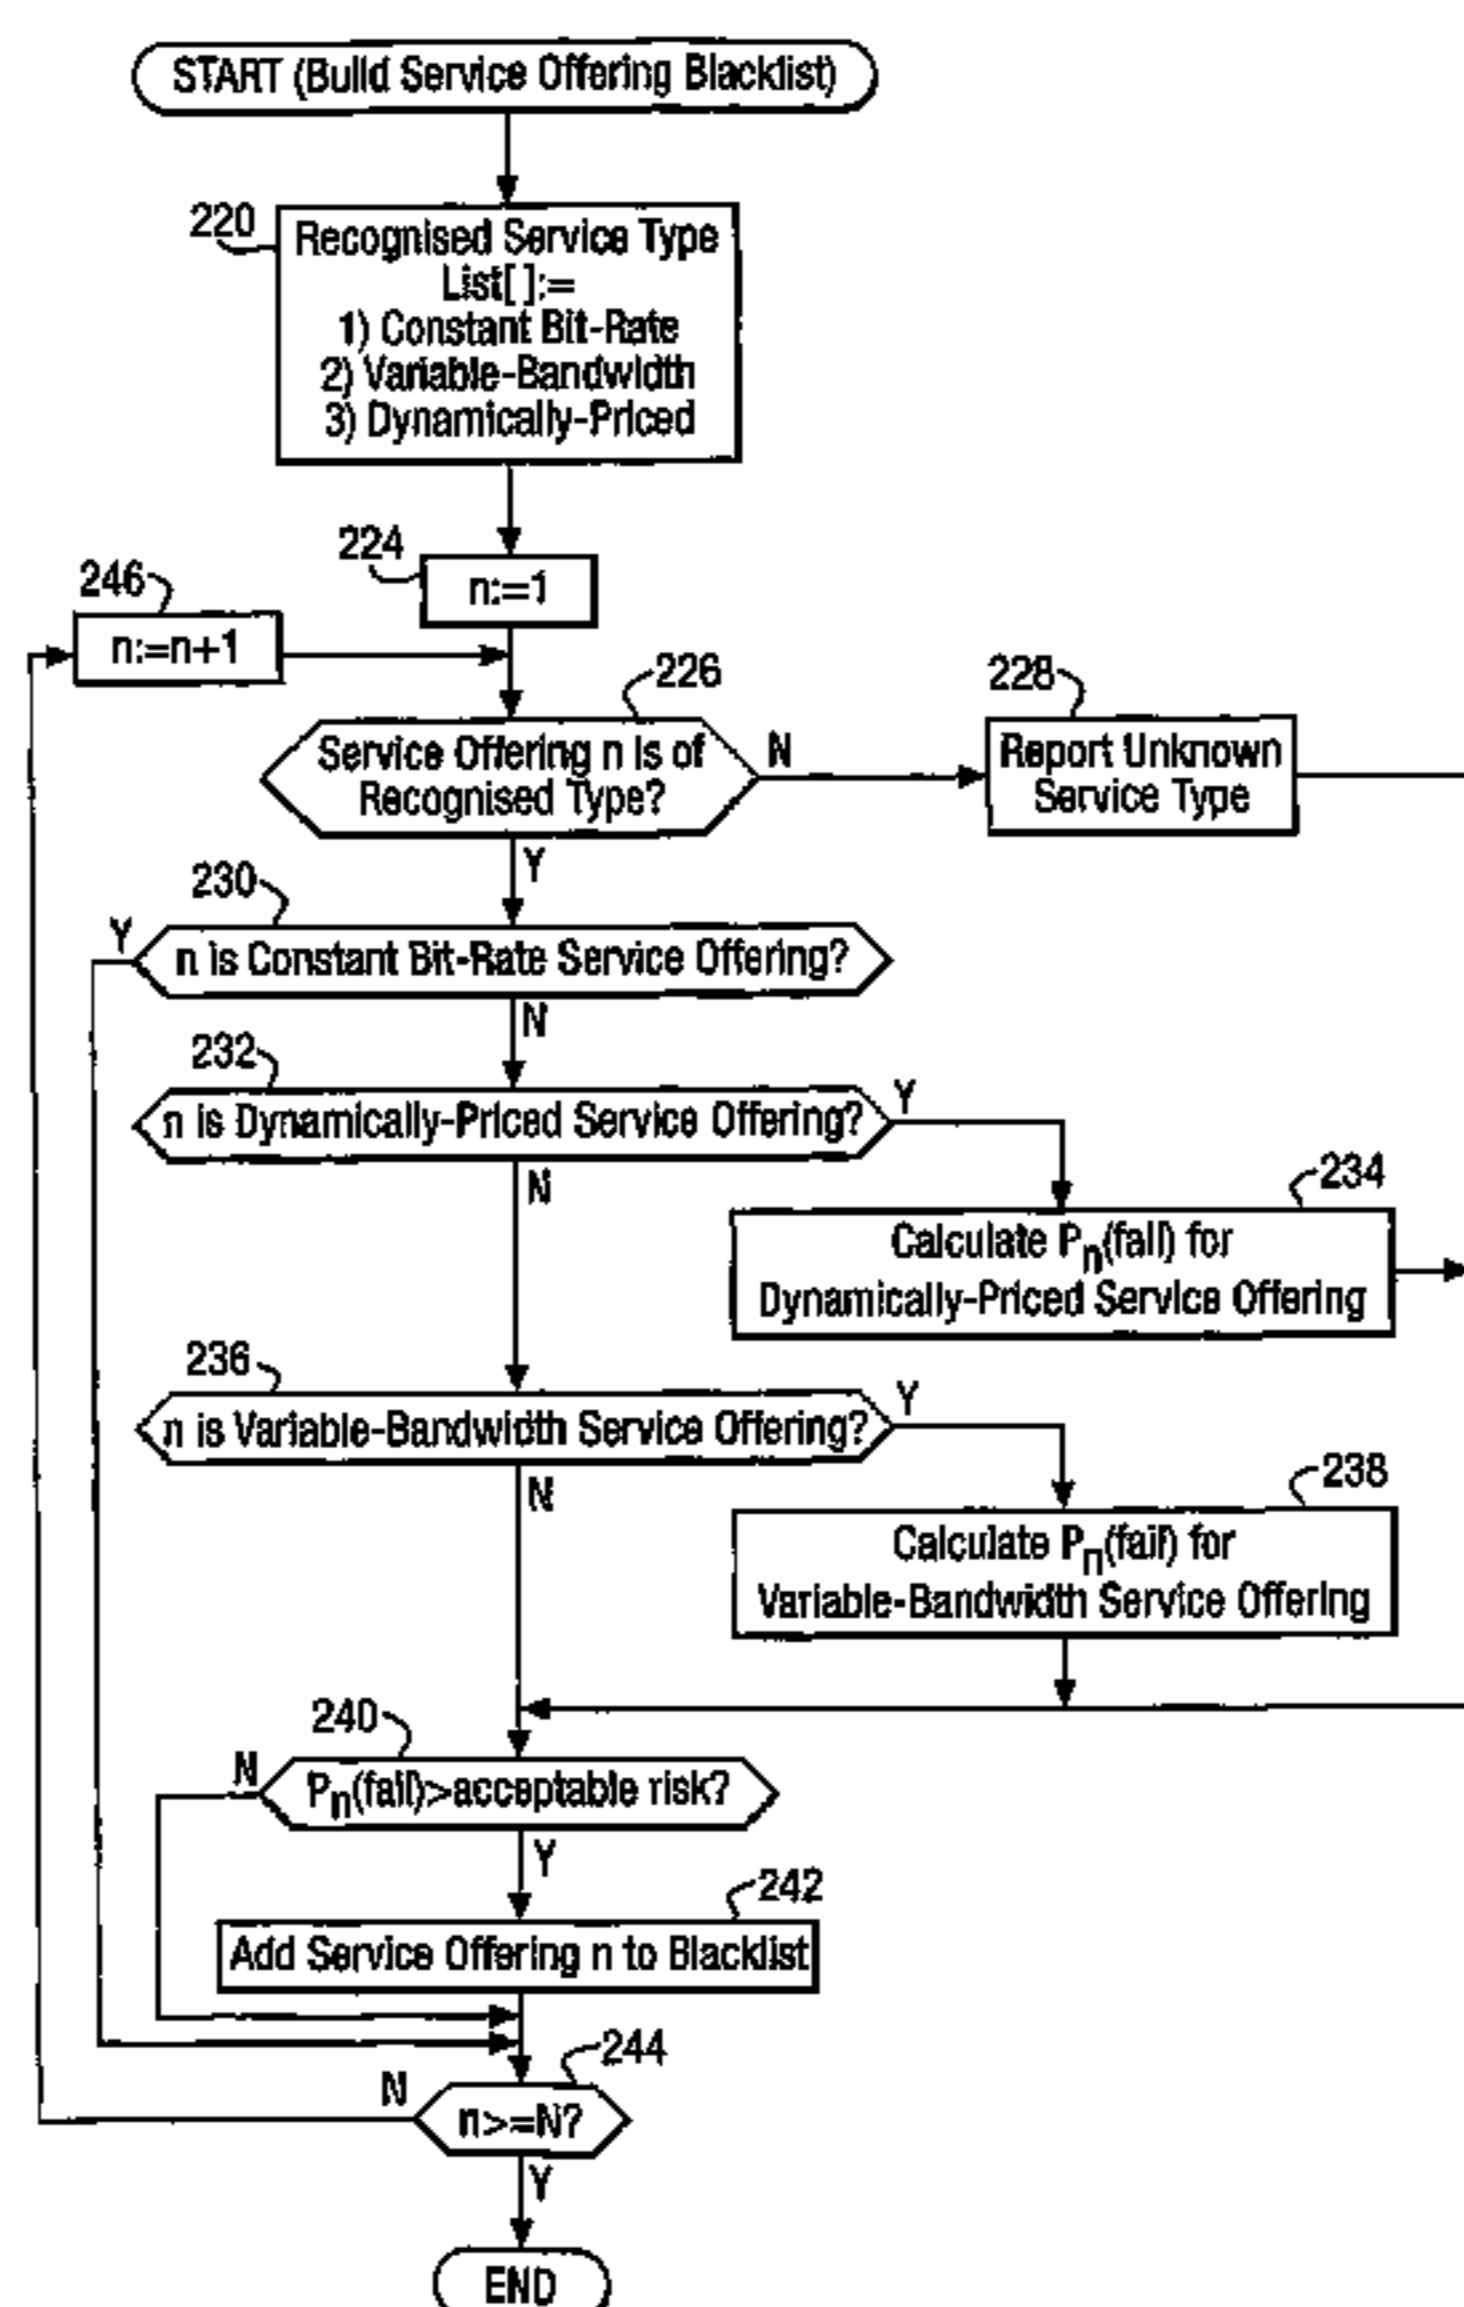 START (Build Service Offering Blacklist)
220
Recognised Service Type
List[ ]:=
1) Constant Bit-Rate
2) Variable-Bandwidth
3) Dynamically-Priced
224
n:=1
246
n:=n+1
226
Service Offering n is of
Recognised Type?
N
228
Report Unknown
Service Type
Y
230
Y
n is Constant Bit-Rate Service Offering?
N
232
n is Dynamically-Priced Service Offering?
Y
N
234
Calculate Pn(fail) for
Dynamically-Priced Service Offering
236
n is Variable-Bandwidth Service Offering?
Y
N
238
Calculate Pn(fail) for
Variable-Bandwidth Service Offering
240
N
Pn(fail)>acceptable risk?
Y
242
Add Service Offering n to Blacklist
244
N
n>=N?
Y
END